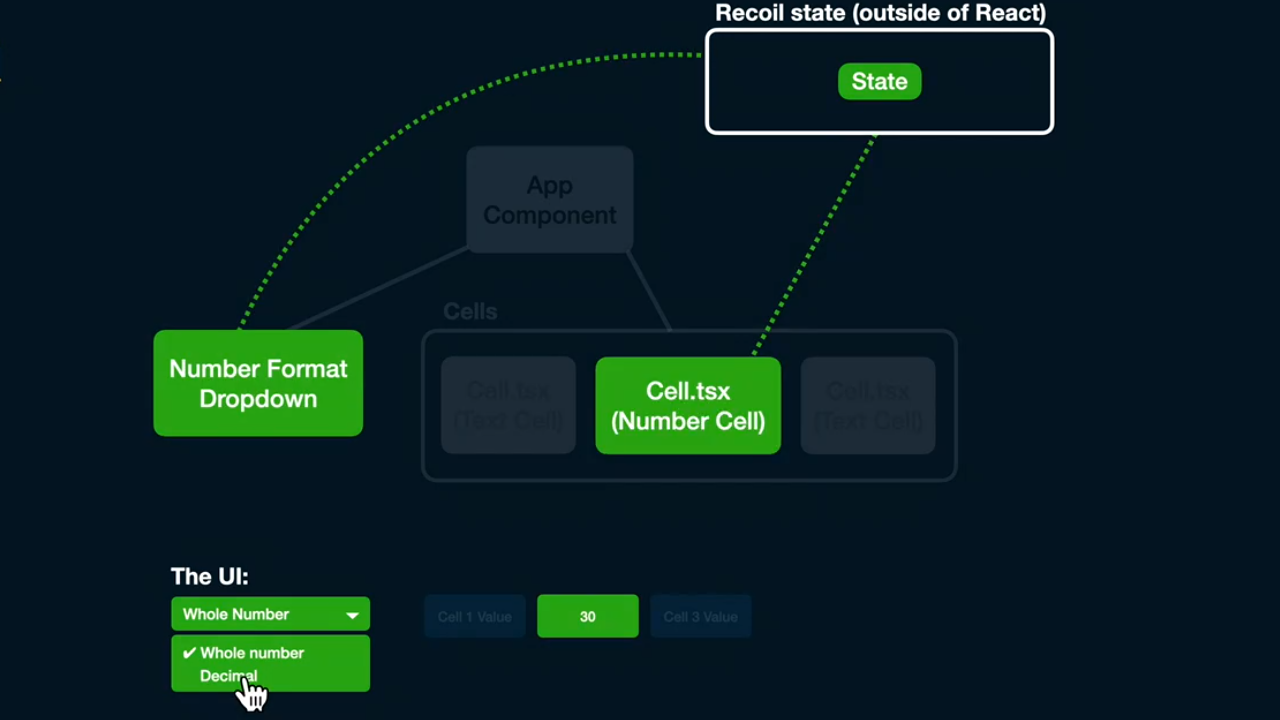 Recoil state (outside of React)
State
App
Component
Cells
Number Format
Dropdown
Cell.tsx
(Text Cell)
Cell.tsx
(Number Cell)
Cell.tsx
(Text Cell)
The UI:
Whole Number
✔ Whole number
Decimal
Cell 1 Value
30
Cell 3 Value